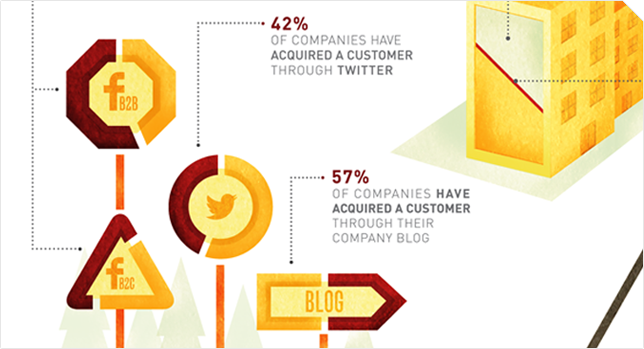 42%
OF COMPANIES HAVE
ACQUIRED A CUSTOMER
THROUGH TWITTER
f B2B
57%
OF COMPANIES HAVE
ACQUIRED A CUSTOMER
THROUGH THEIR
COMPANY BLOG
f B2C
BLOG